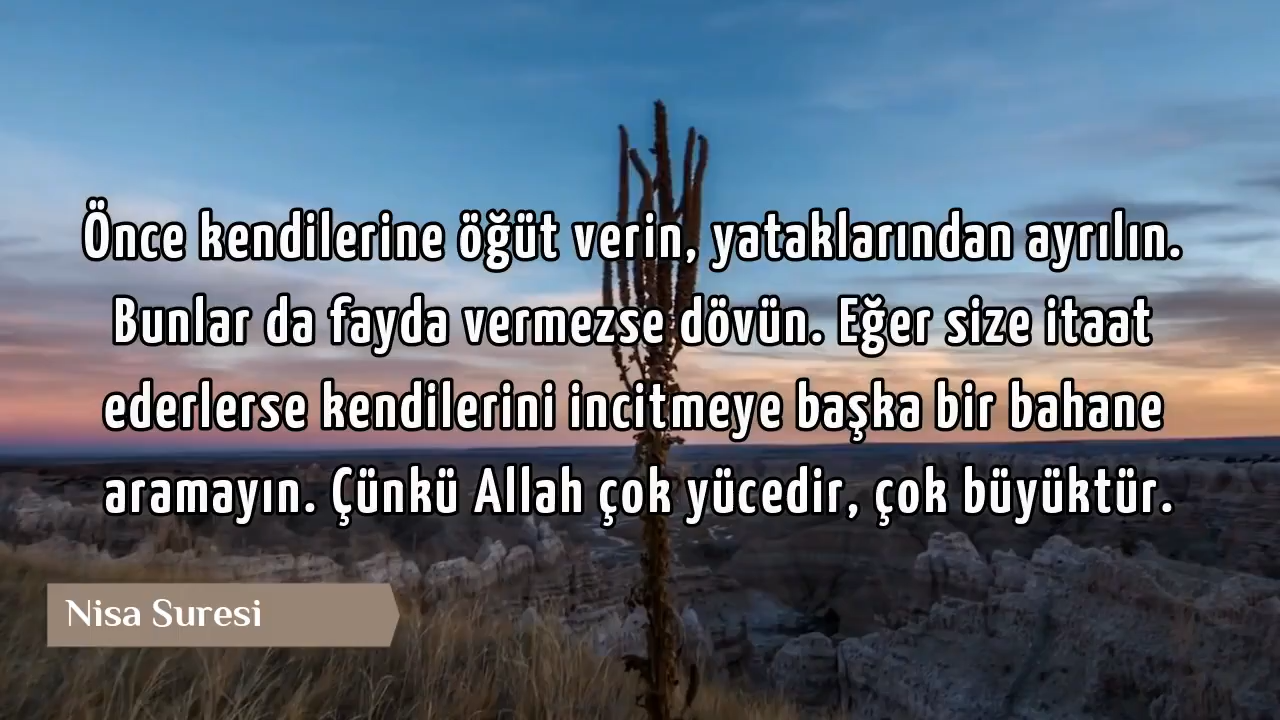 Önce kendilerine öğüt verin, yataklarından ayrılın.
Bunlar da fayda vermezse dövün. Eğer size itaat
ederlerse kendilerini incitmeye başka bir bahane
aramayın. Çünkü Allah çok yücedir, çok büyüktür.
Nisa Suresi